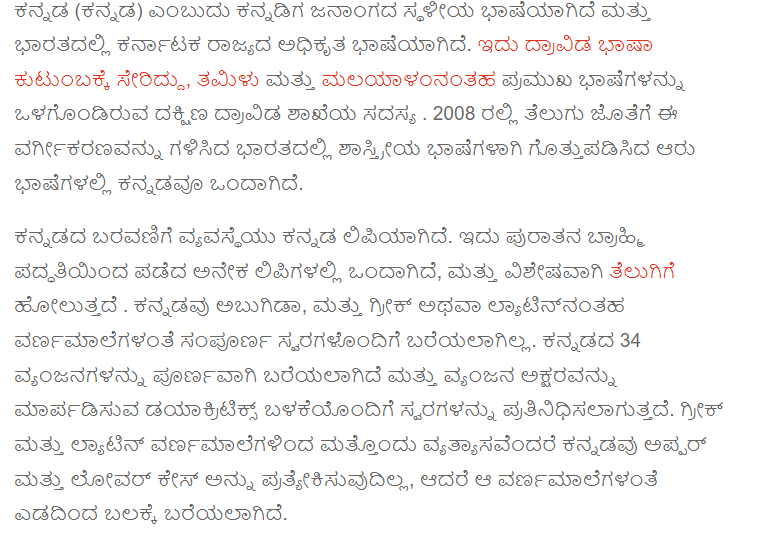 ಕನ್ನಡ (ಕನ್ನಡ) ಎಂಬುದು ಕನ್ನಡಿಗ ಜನಾಂಗದ ಸ್ಥಳೀಯ ಭಾಷೆಯಾಗಿದೆ ಮತ್ತು
ಭಾರತದಲ್ಲಿ ಕರ್ನಾಟಕ ರಾಜ್ಯದ ಅಧಿಕೃತ ಭಾಷೆಯಾಗಿದೆ. ಇದು ದ್ರಾವಿಡ ಭಾಷಾ
ಕುಟುಂಬಕ್ಕೆ ಸೇರಿದ್ದು, ತಮಿಳು ಮತ್ತು ಮಲಯಾಳಂನಂತಹ ಪ್ರಮುಖ ಭಾಷೆಗಳನ್ನು
ಒಳಗೊಂಡಿರುವ ದಕ್ಷಿಣ ದ್ರಾವಿಡ ಶಾಖೆಯ ಸದಸ್ಯ . 2008 ರಲ್ಲಿ ತೆಲುಗು ಜೊತೆಗೆ ಈ
ವರ್ಗೀಕರಣವನ್ನು ಗಳಿಸಿದ ಭಾರತದಲ್ಲಿ ಶಾಸ್ತ್ರೀಯ ಭಾಷೆಗಳಾಗಿ ಗೊತ್ತುಪಡಿಸಿದ ಆರು
ಭಾಷೆಗಳಲ್ಲಿ ಕನ್ನಡವೂ ಒಂದಾಗಿದೆ.
ಕನ್ನಡದ ಬರವಣಿಗೆ ವ್ಯವಸ್ಥೆಯು ಕನ್ನಡ ಲಿಪಿಯಾಗಿದೆ. ಇದು ಪುರಾತನ ಬ್ರಾಹ್ಮಿ
ಪದ್ಧತಿಯಿಂದ ಪಡೆದ ಅನೇಕ ಲಿಪಿಗಳಲ್ಲಿ ಒಂದಾಗಿದೆ, ಮತ್ತು ವಿಶೇಷವಾಗಿ ತೆಲುಗಿಗೆ
ಹೋಲುತ್ತದೆ . ಕನ್ನಡವು ಅಬುಗಿಡಾ, ಮತ್ತು ಗ್ರೀಕ್ ಅಥವಾ ಲ್ಯಾಟಿನ್‌ನಂತಹ
ವರ್ಣಮಾಲೆಗಳಂತೆ ಸಂಪೂರ್ಣ ಸ್ವರಗಳೊಂದಿಗೆ ಬರೆಯಲಾಗಿಲ್ಲ. ಕನ್ನಡದ 34
ವ್ಯಂಜನಗಳನ್ನು ಪೂರ್ಣವಾಗಿ ಬರೆಯಲಾಗಿದೆ ಮತ್ತು ವ್ಯಂಜನ ಅಕ್ಷರವನ್ನು
ಮಾರ್ಪಡಿಸುವ ಡಯಾಕ್ರಿಟಿಕ್ಸ್ ಬಳಕೆಯೊಂದಿಗೆ ಸ್ವರಗಳನ್ನು ಪ್ರತಿನಿಧಿಸಲಾಗುತ್ತದೆ. ಗ್ರೀಕ್
ಮತ್ತು ಲ್ಯಾಟಿನ್ ವರ್ಣಮಾಲೆಗಳಿಂದ ಮತ್ತೊಂದು ವ್ಯತ್ಯಾಸವೆಂದರೆ ಕನ್ನಡವು ಅಪ್ಪರ್
ಮತ್ತು ಲೋವರ್ ಕೇಸ್ ಅನ್ನು ಪ್ರತ್ಯೇಕಿಸುವುದಿಲ್ಲ, ಆದರೆ ಆ ವರ್ಣಮಾಲೆಗಳಂತೆ
ಎಡದಿಂದ ಬಲಕ್ಕೆ ಬರೆಯಲಾಗಿದೆ.